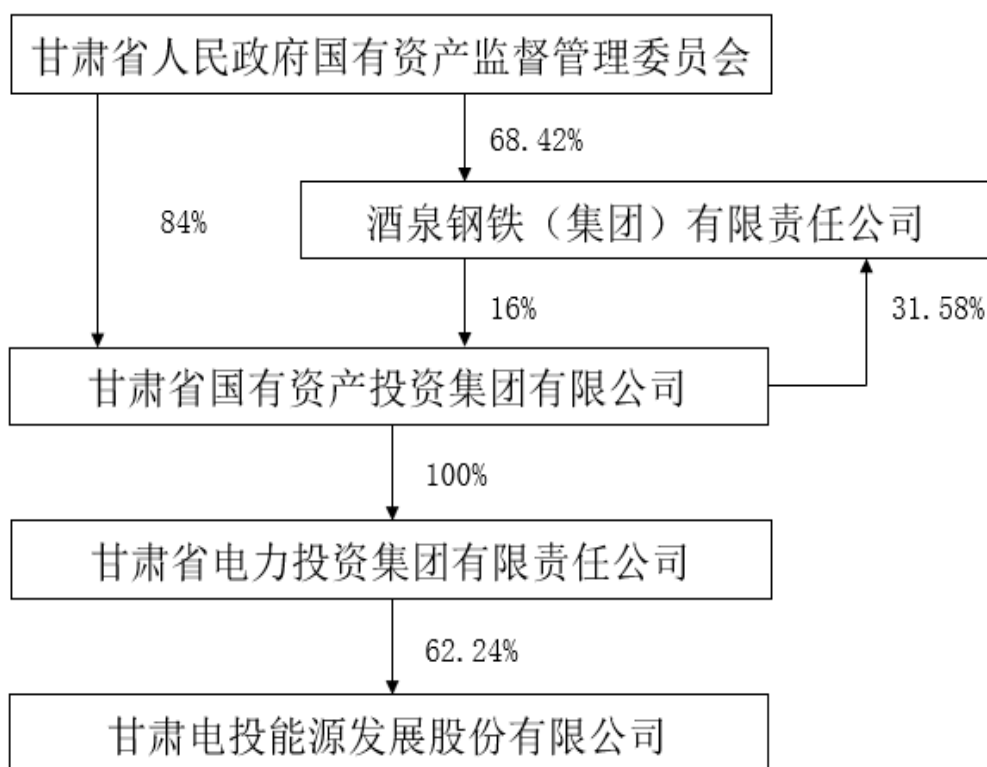 甘肃省人民政府国有资产监督管理委员会
68.42%
84%
酒泉钢铁（集团）有限责任公司
16%
31.58%
甘肃省国有资产投资集团有限公司
100%
甘肃省电力投资集团有限责任公司
62.24%
甘肃电投能源发展股份有限公司